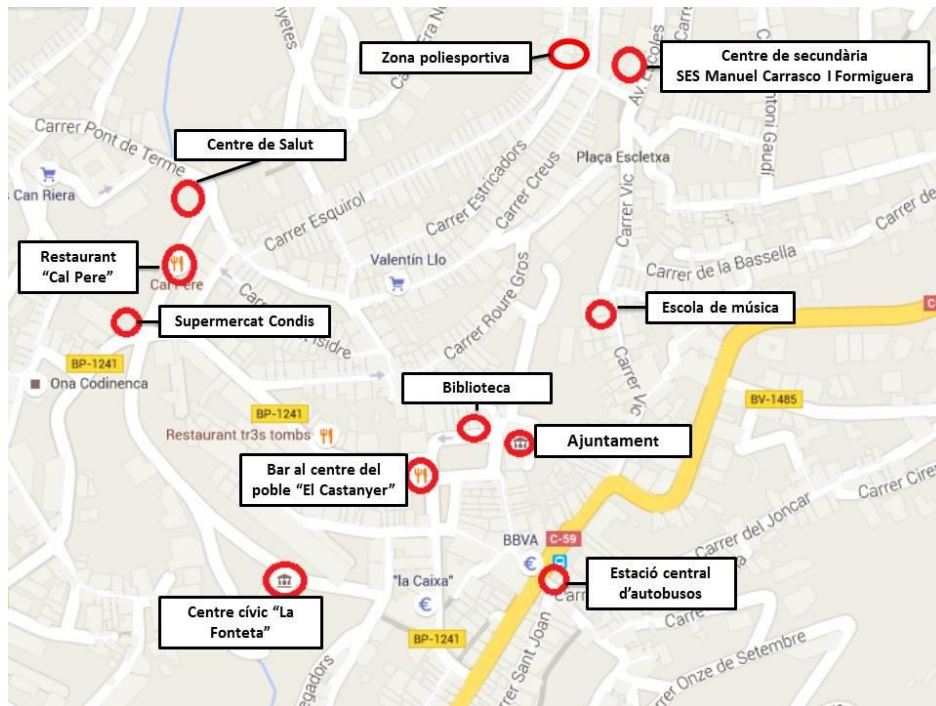 Zona poliesportiva
Centre de secundària
SES Manuel Carrasco I Formiguera
Av. Escoles
Carrer Pont de Terme
Centre de Salut
Plaça Escletxa
Can Riera
Carrer Estricadors
Carrer Creus
Carrer Esquirol
Carrer Vic
Restaurant
“Cal Pere”
Cal Pere
Valentín Llo
Carrer de la Bassella
Supermercat Condis
Carrer Roure Gros
Escola de música
BP-1241
Ona Codinenca
Biblioteca
Carrer Vic
BV-1485
BP-1241
Restaurant tr3s tombs
Ajuntament
Bar al centre del
poble “El Castanyer”
Carrer del Joncar
BBVA
C-59
Estació central
d’autobusos
"la Caixa"
Centre cívic “La
Fonteta”
BP-1241
Carrer Sant Joan
Carrer Onze de Setembre